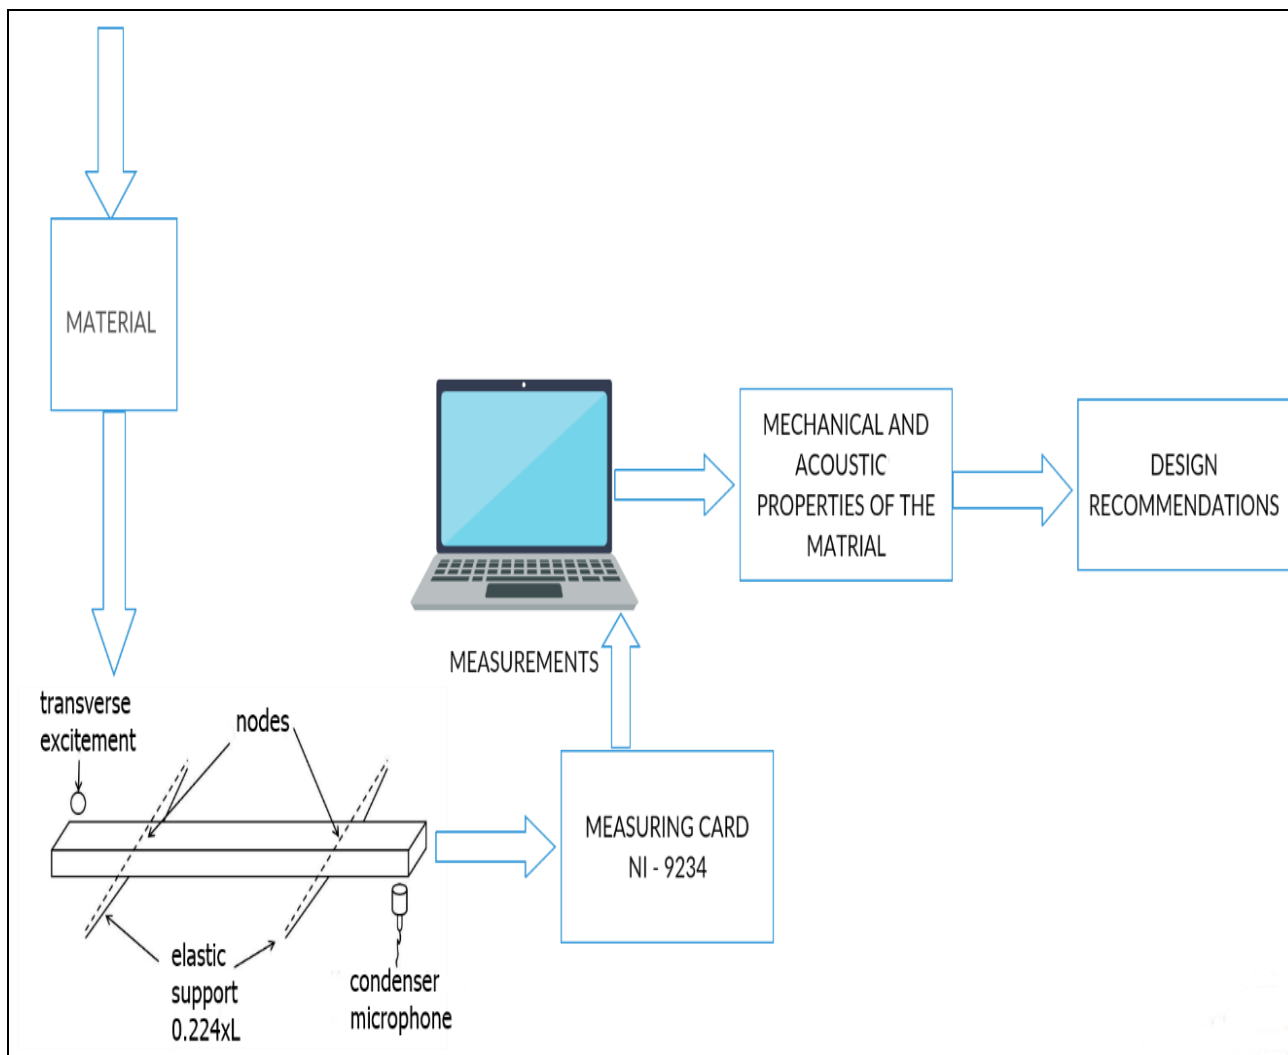 MATERIAL
MECHANICAL AND
ACOUSTIC
PROPERTIES OF THE
MATRIAL
DESIGN
RECOMMENDATIONS
MEASUREMENTS
transverse
excitement
nodes
MEASURING CARD
NI - 9234
elastic
support
0.224xL
condenser
microphone